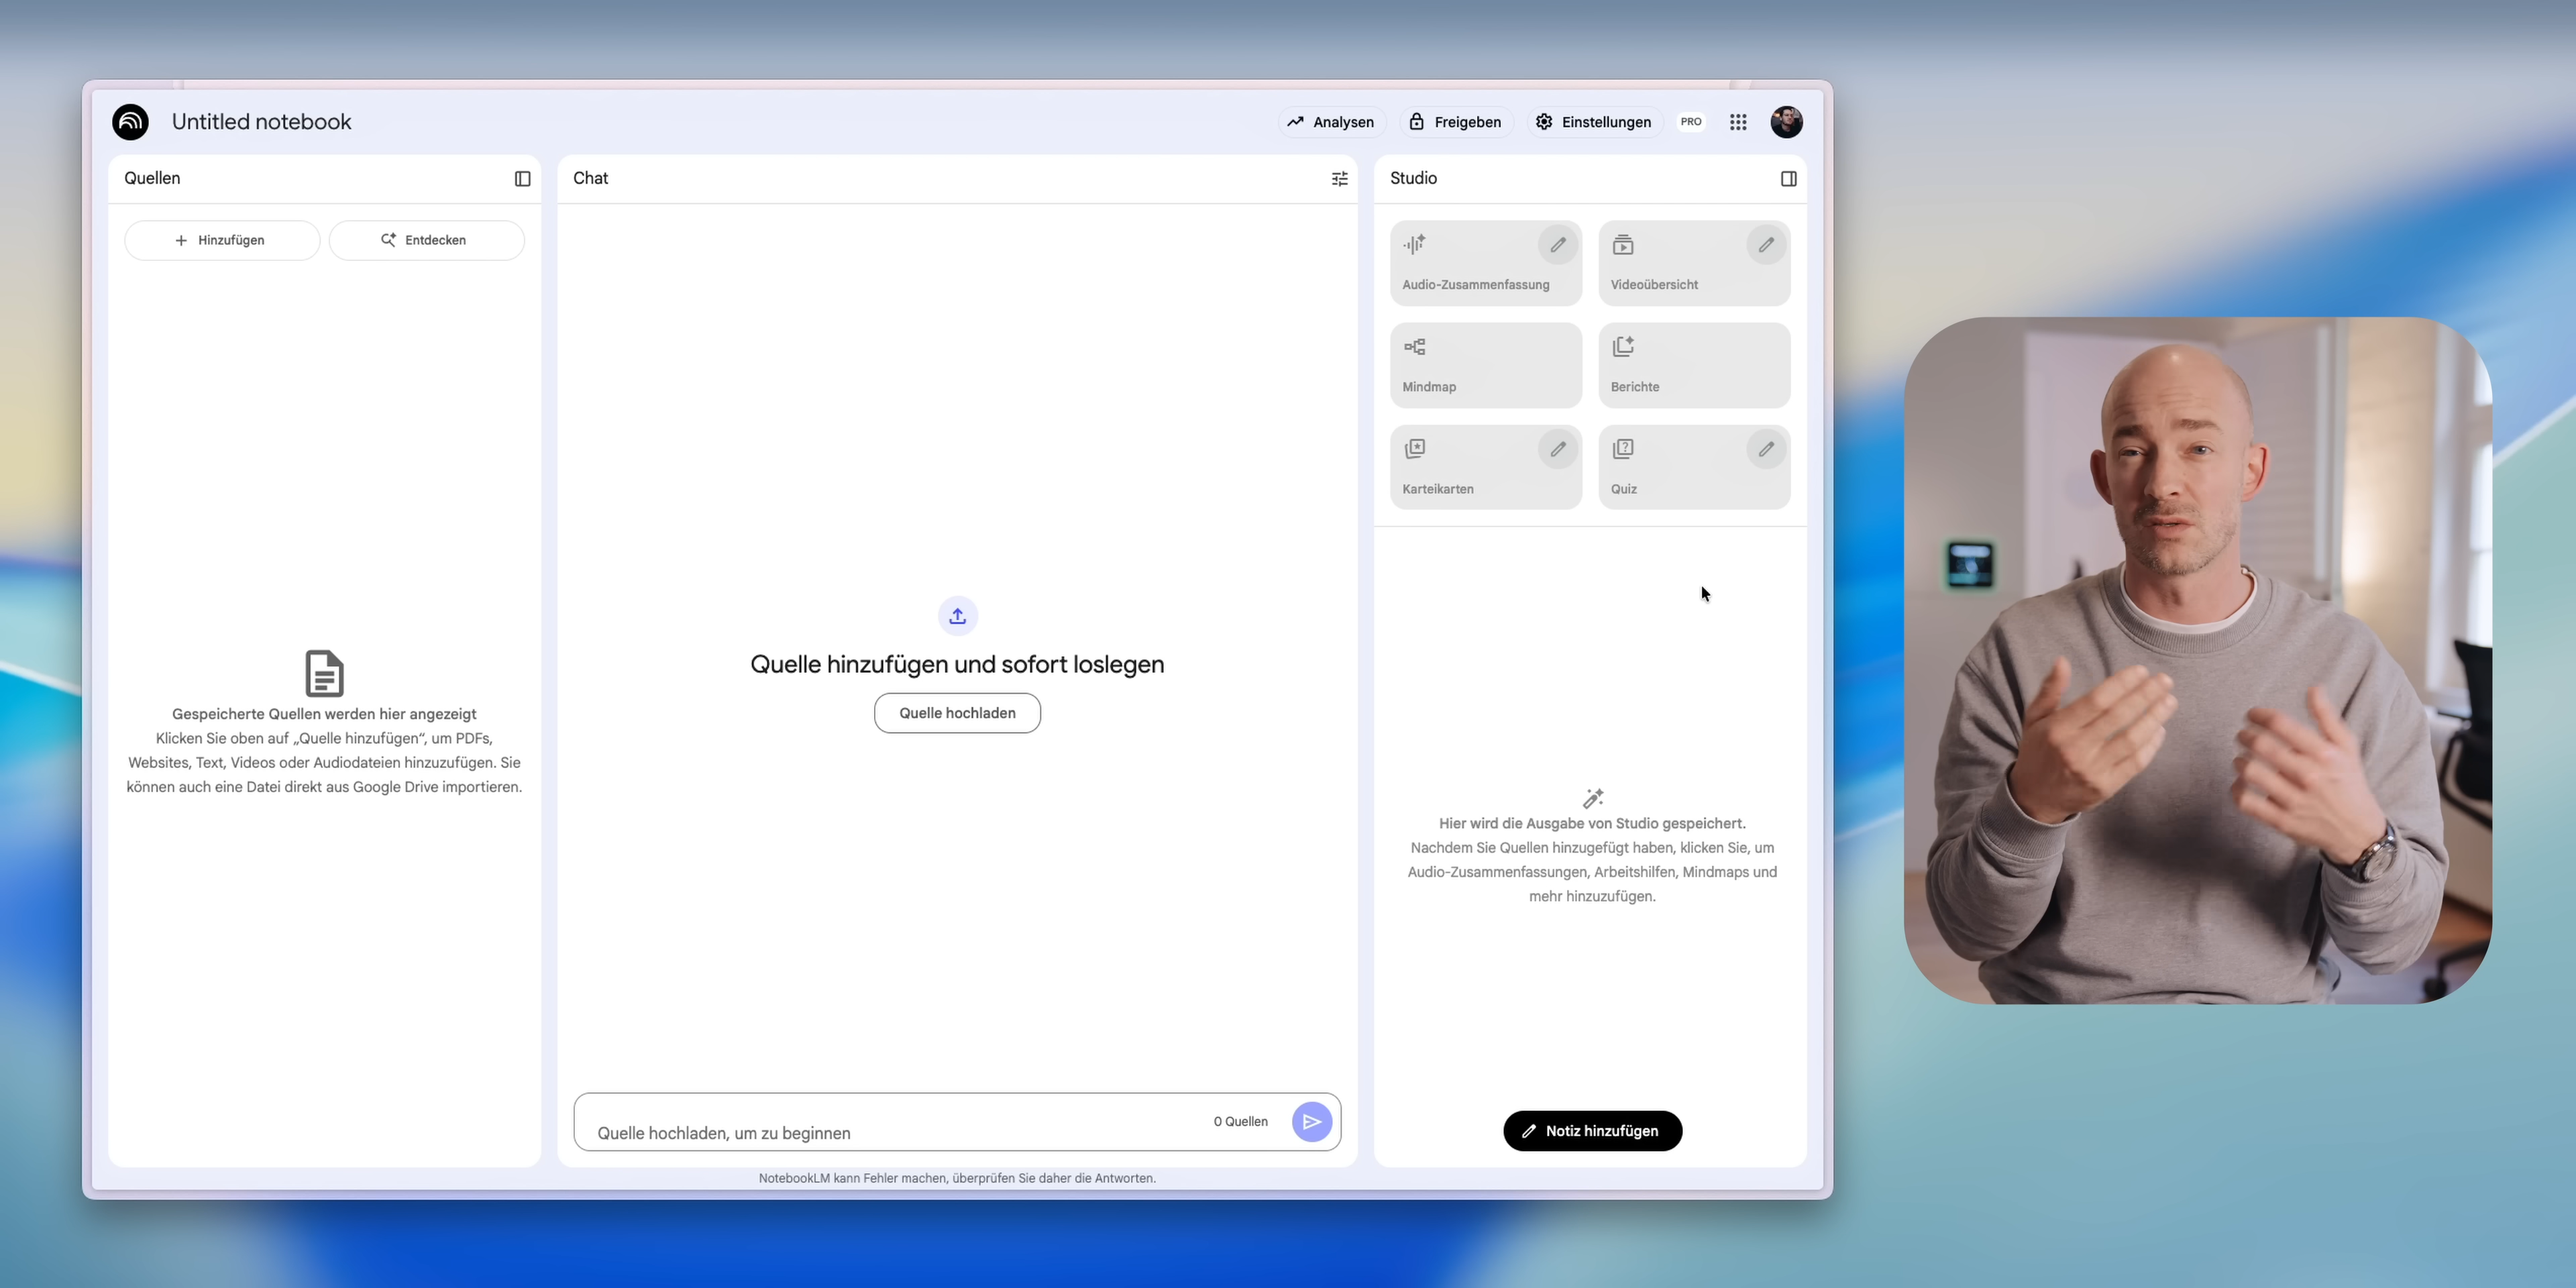 Untitled notebook
Analysen
Freigeben
Einstellungen
PRO
Quellen
Hinzufügen
Entdecken
Gespeicherte Quellen werden hier angezeigt
Klicken Sie oben auf „Quelle hinzufügen“, um PDFs,
Websites, Text, Videos oder Audiodateien hinzuzufügen. Sie
können auch eine Datei direkt aus Google Drive importieren.
Chat
Quelle hinzufügen und sofort loslegen
Quelle hochladen
Quelle hochladen, um zu beginnen
0 Quellen
Studio
Audio-Zusammenfassung
Videoübersicht
Mindmap
Berichte
Karteikarten
Quiz
Hier wird die Ausgabe von Studio gespeichert.
Nachdem Sie Quellen hinzugefügt haben, klicken Sie, um
Audio-Zusammenfassungen, Arbeitshilfen, Mindmaps und
mehr hinzuzufügen.
Notiz hinzufügen
NotebookLM kann Fehler machen, überprüfen Sie daher die Antworten.